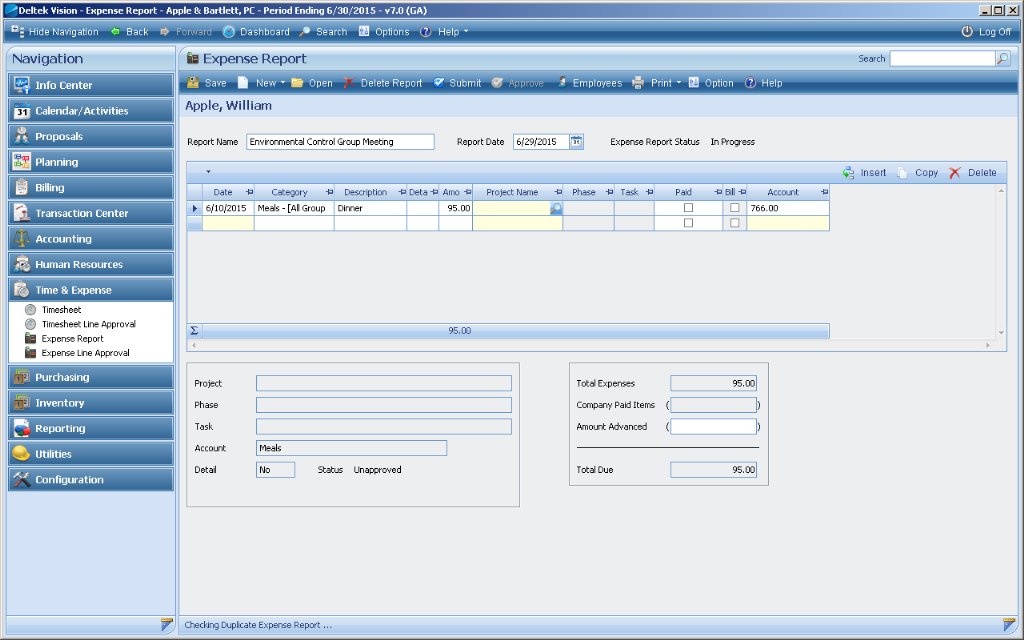 Deltek Vision - Expense Report - Apple & Bartlett, PC - Period Ending 6/30/2015 - v7.0 (GA)
Hide Navigation Back Forward Dashboard Search Options Help Log Off
Navigation
Info Center
31 Calendar/Activities
Proposals
Planning
Billing
Transaction Center
Accounting
Human Resources
Time & Expense
Timesheet
Timesheet Line Approval
Expense Report
Expense Line Approval
Purchasing
Inventory
Reporting
Utilities
Configuration
Expense Report Search
Save New Open Delete Report Submit Approve Employees Print Option Help
Apple, William
Report Name Environmental Control Group Meeting Report Date 6/29/2015 Expense Report Status In Progress
Insert Copy Delete
Date Category Description Deta Amo Project Name Phase Task Paid Bill Account
6/10/2015 Meals - [All Group Dinner 95.00 766.00
Σ 95.00
Project
Phase
Task
Account Meals
Detail No Status Unapproved
Total Expenses 95.00
Company Paid Items ( )
Amount Advanced ( )
Total Due 95.00
Checking Duplicate Expense Report ...